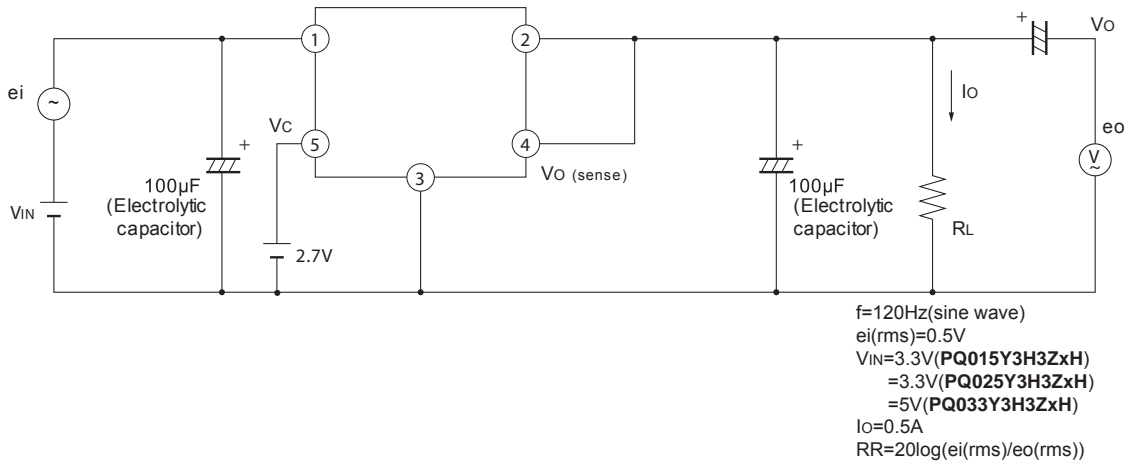 1
2
+
VO
ei
~
IO
VC
5
4
eo
+
+
V
~
3
VO (sense)
100μF
(Electrolytic
capacitor)
100μF
(Electrolytic
capacitor)
VIN
RL
2.7V
f=120Hz(sine wave)
ei(rms)=0.5V
VIN=3.3V(PQ015Y3H3ZxH)
=3.3V(PQ025Y3H3ZxH)
=5V(PQ033Y3H3ZxH)
IO=0.5A
RR=20log(ei(rms)/eo(rms))